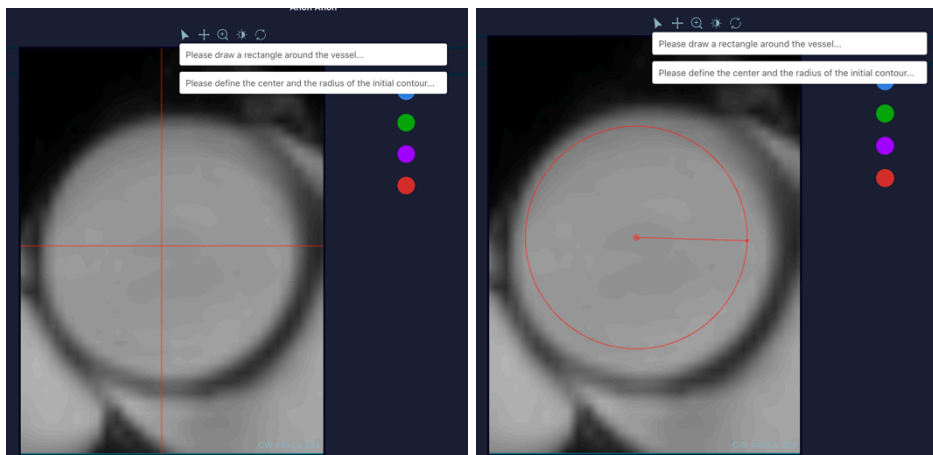 Please draw a rectangle around the vessel...
Please define the center and the radius of the initial contour...
Please draw a rectangle around the vessel...
Please define the center and the radius of the initial contour...